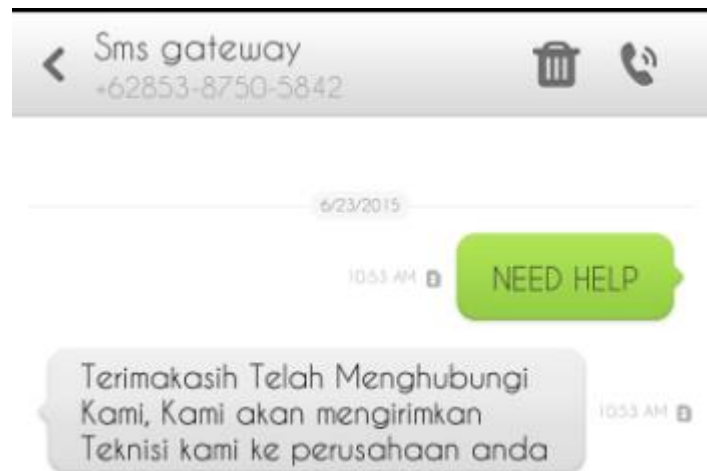 Sms gateway
+62853-8750-5842
6/23/2015
10:53 AM
NEED HELP
Terimakasih Telah Menghubungi
Kami, Kami akan mengirimkan
Teknisi kami ke perusahaan anda
10:53 AM